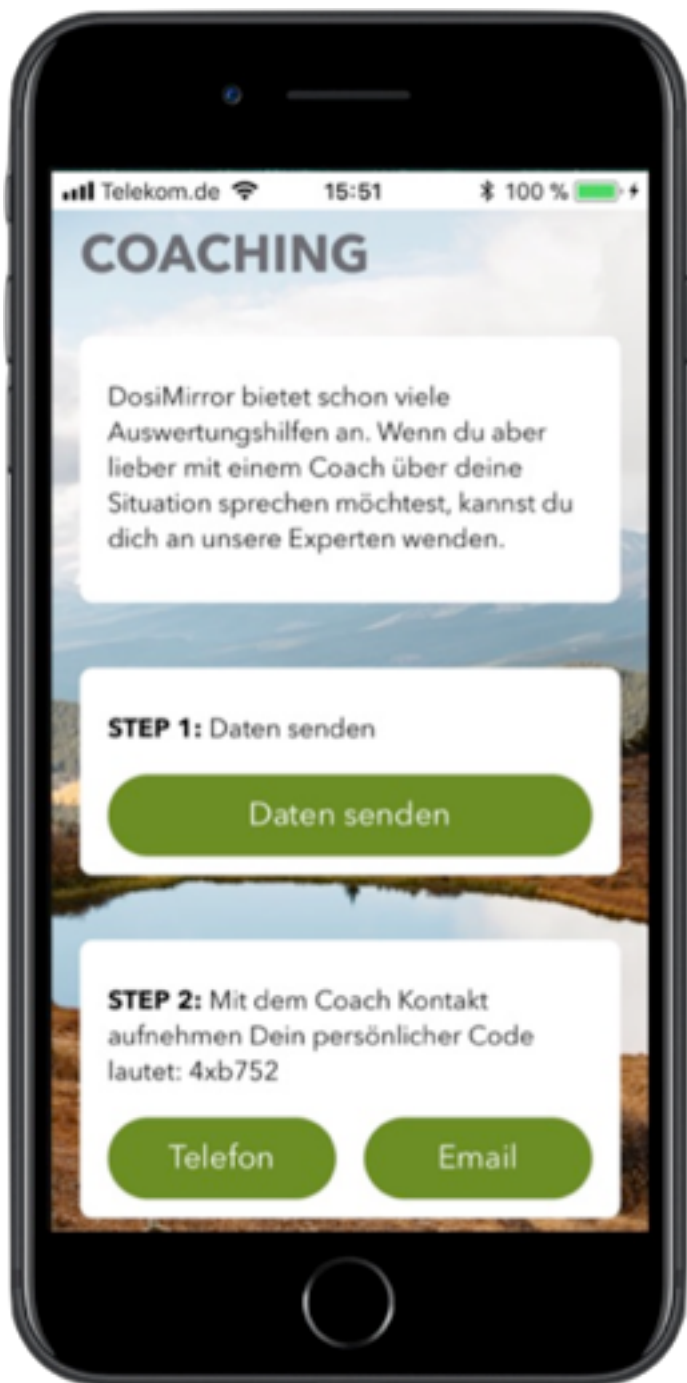 Telekom.de 15:51 100 %
COACHING
DosiMirror bietet schon viele
Auswertungshilfen an. Wenn du aber
lieber mit einem Coach über deine
Situation sprechen möchtest, kannst du
dich an unsere Experten wenden.
STEP 1: Daten senden
Daten senden
STEP 2: Mit dem Coach Kontakt
aufnehmen Dein persönlicher Code
lautet: 4xb752
Telefon Email